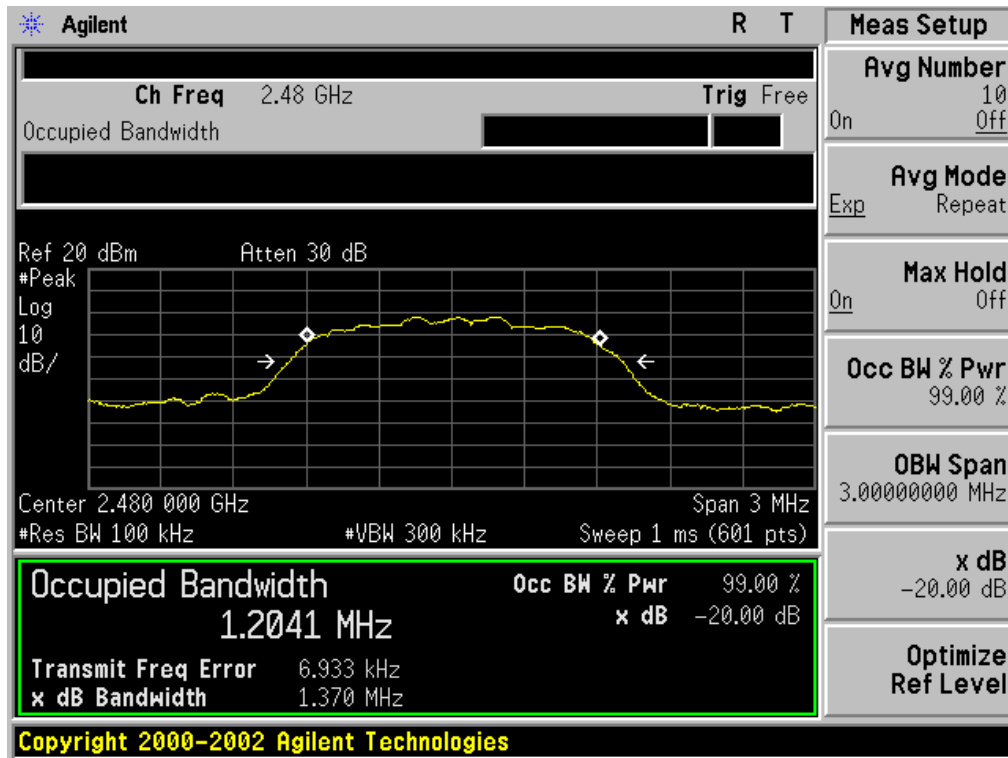 Agilent R T
Ch Freq 2.48 GHz Trig Free
Occupied Bandwidth
Ref 20 dBm Atten 30 dB
#Peak
Log
10
dB/
Center 2.480 000 GHz Span 3 MHz
#Res BW 100 kHz #VBW 300 kHz Sweep 1 ms (601 pts)
Occupied Bandwidth
1.2041 MHz
Occ BW % Pwr 99.00 %
x dB -20.00 dB
Transmit Freq Error 6.933 kHz
x dB Bandwidth 1.370 MHz
Copyright 2000-2002 Agilent Technologies
Meas Setup
Avg Number
10
On Off
Avg Mode
Exp Repeat
Max Hold
On Off
Occ BW % Pwr
99.00 %
OBW Span
3.00000000 MHz
x dB
-20.00 dB
Optimize
Ref Level